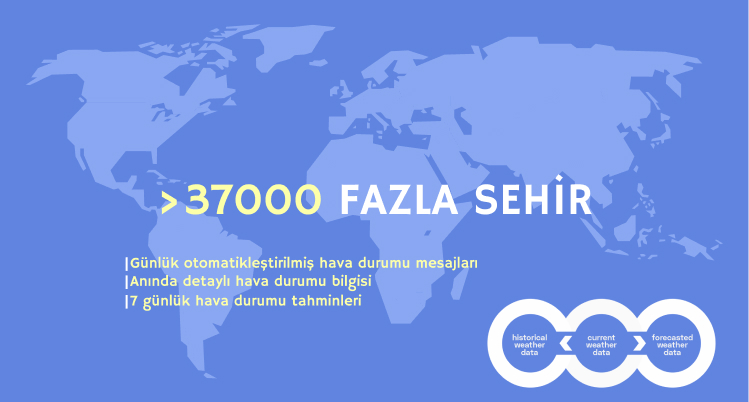 > 37000 FAZLA SEHİR
|Günlük otomatikleştirilmiş hava durumu mesajları
|Anında detaylı hava durumu bilgisi
|7 günlük hava durumu tahminleri
historical
weather
data
current
weather
data
forecasted
weather
data